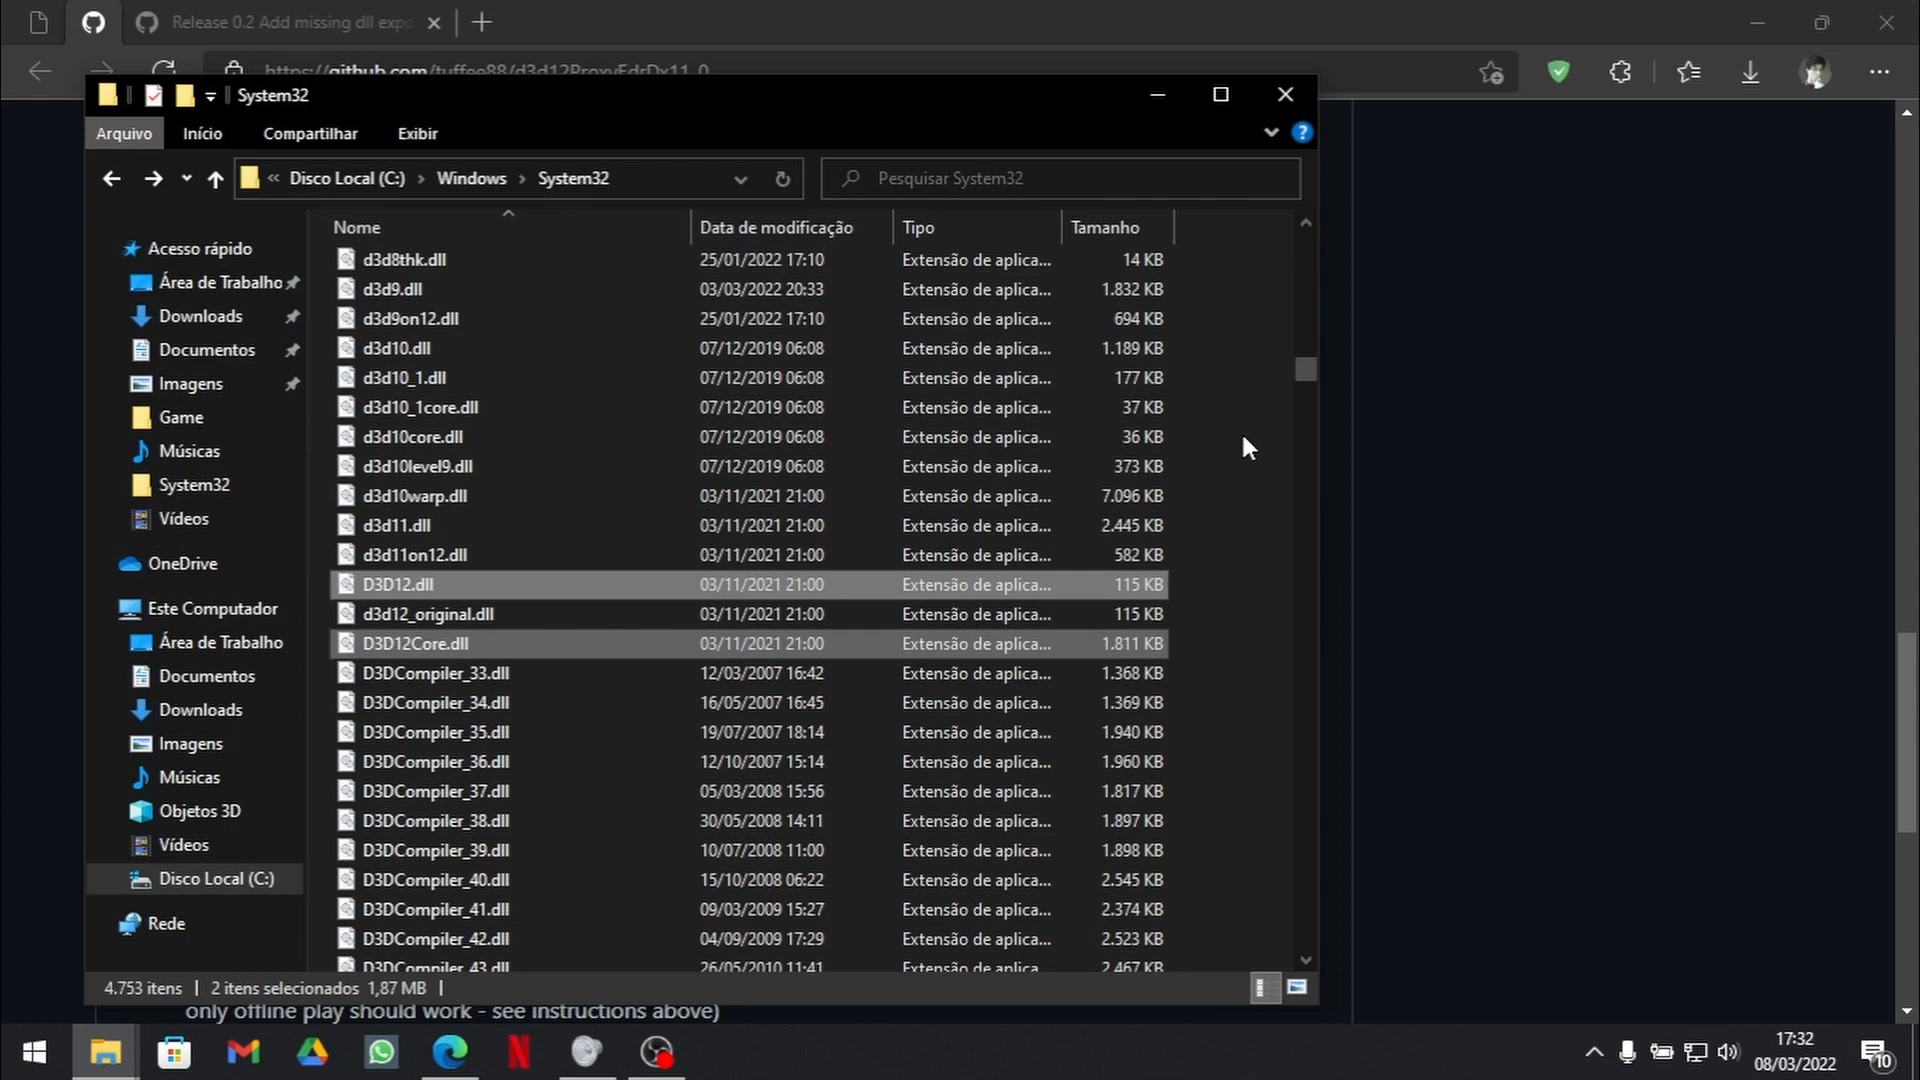 Release 0.2 Add missing dll expo
https://github.com/tuffee88/d3d12ProxyEdrDx11_0
System32
Arquivo Início Compartilhar Exibir
Disco Local (C:) › Windows › System32
Pesquisar System32
Nome Data de modificação Tipo Tamanho
Acesso rápido
Área de Trabalho
Downloads
Documentos
Imagens
Game
Músicas
System32
Vídeos
OneDrive
Este Computador
Área de Trabalho
Documentos
Downloads
Imagens
Músicas
Objetos 3D
Vídeos
Disco Local (C:)
Rede
d3d8thk.dll 25/01/2022 17:10 Extensão de aplica... 14 KB
d3d9.dll 03/03/2022 20:33 Extensão de aplica... 1.832 KB
d3d9on12.dll 25/01/2022 17:10 Extensão de aplica... 694 KB
d3d10.dll 07/12/2019 06:08 Extensão de aplica... 1.189 KB
d3d10_1.dll 07/12/2019 06:08 Extensão de aplica... 177 KB
d3d10_1core.dll 07/12/2019 06:08 Extensão de aplica... 37 KB
d3d10core.dll 07/12/2019 06:08 Extensão de aplica... 36 KB
d3d10level9.dll 07/12/2019 06:08 Extensão de aplica... 373 KB
d3d10warp.dll 03/11/2021 21:00 Extensão de aplica... 7.096 KB
d3d11.dll 03/11/2021 21:00 Extensão de aplica... 2.445 KB
d3d11on12.dll 03/11/2021 21:00 Extensão de aplica... 582 KB
D3D12.dll 03/11/2021 21:00 Extensão de aplica... 115 KB
d3d12_original.dll 03/11/2021 21:00 Extensão de aplica... 115 KB
D3D12Core.dll 03/11/2021 21:00 Extensão de aplica... 1.811 KB
D3DCompiler_33.dll 12/03/2007 16:42 Extensão de aplica... 1.368 KB
D3DCompiler_34.dll 16/05/2007 16:45 Extensão de aplica... 1.369 KB
D3DCompiler_35.dll 19/07/2007 18:14 Extensão de aplica... 1.940 KB
D3DCompiler_36.dll 12/10/2007 15:14 Extensão de aplica... 1.960 KB
D3DCompiler_37.dll 05/03/2008 15:56 Extensão de aplica... 1.817 KB
D3DCompiler_38.dll 30/05/2008 14:11 Extensão de aplica... 1.897 KB
D3DCompiler_39.dll 10/07/2008 11:00 Extensão de aplica... 1.898 KB
D3DCompiler_40.dll 15/10/2008 06:22 Extensão de aplica... 2.545 KB
D3DCompiler_41.dll 09/03/2009 15:27 Extensão de aplica... 2.374 KB
D3DCompiler_42.dll 04/09/2009 17:29 Extensão de aplica... 2.523 KB
D3DCompiler_43.dll 26/05/2010 11:41 Extensão de aplica 2.467 KB
4.753 itens 2 itens selecionados 1,87 MB
only offline play should work - see instructions above)
17:32
08/03/2022
10